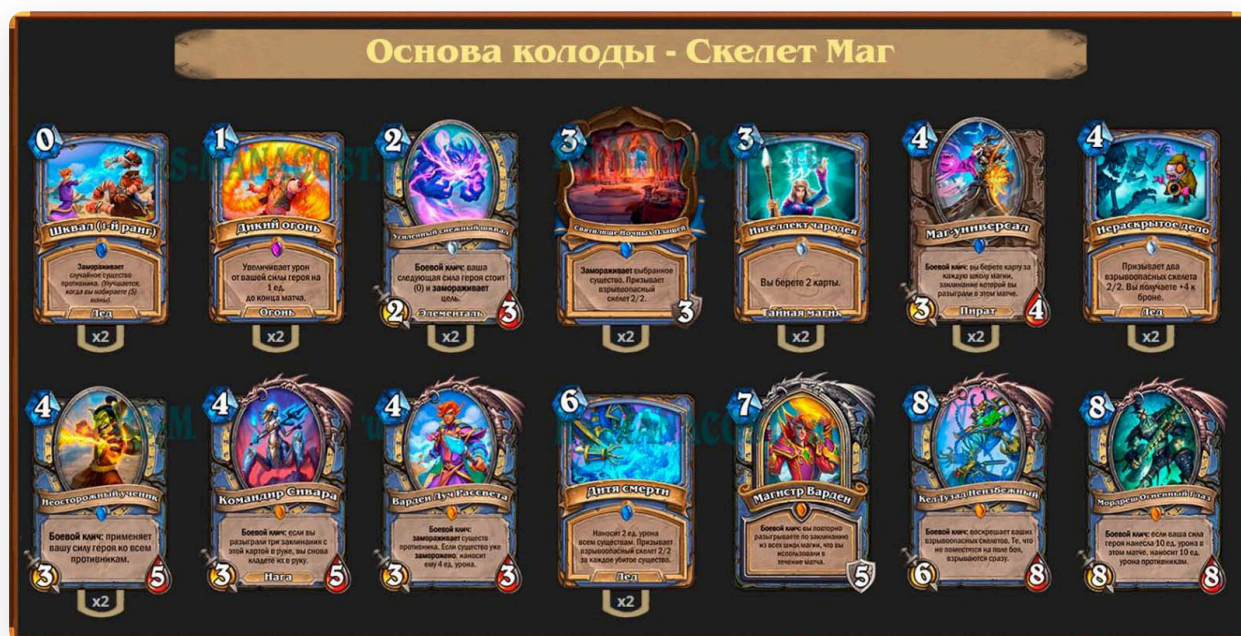 Основа колоды - Скелет Маг
0
Шквал (1-й ранг)
Замораживает
случайное существо
противника. (Улучшается,
когда вы набираете (5)
маны).
Лед
x2
1
Дикий огонь
Увеличивает урон
от вашей силы героя на
1 ед.
до конца матча.
Огонь
x2
2
Усиленный снежный шквал
Боевой клич: ваша
следующая сила героя стоит
(0) и замораживает
цель.
2
Элементаль
3
x2
3
Святилище Ночных Плащей
Замораживает выбранное
существо. Призывает
взрывоопасный
скелет 2/2.
3
x2
3
Интеллект чародея
Вы берете 2 карты.
Тайная магия
x2
4
Маг-универсал
Боевой клич: вы берете карту за
каждую школу магии,
заклинание которой вы
разыграли в этом матче.
3
Пират
4
x2
4
Нераскрытое дело
Призывает два
взрывоопасных скелета
2/2. Вы получаете +4 к
броне.
Лед
x2
4
Неосторожный ученик
Боевой клич: применяет
вашу силу героя ко всем
противникам.
3
5
x2
4
Командир Сивара
Боевой клич: если вы
разыграли три заклинания с
этой картой в руке, вы снова
кладете их в руку.
3
Нага
5
4
Варден Луч Рассвета
Боевой клич:
замораживает существ
противника. Если существо уже
заморожено, наносит
ему 4 ед. урона.
3
3
6
Дитя смерти
Наносит 2 ед. урона
всем существам. Призывает
взрывоопасный скелет 2/2
за каждое убитое существо.
Лед
x2
7
Магистр Варден
Боевой клич: вы повторно
разыгрываете по заклинанию
из всех школ магии, что вы
использовали в
течение матча.
5
8
Кел'Тузад Неизбежный
Боевой клич: воскрешает ваших
взрывоопасных скелетов. Те, что
не поместятся на поле боя,
взрываются сразу.
6
8
8
Мордреш Огненный Глаз
Боевой клич: если ваша сила
героя нанесла 10 ед. урона в
этом матче, наносит 10 ед.
урона противникам.
8
8